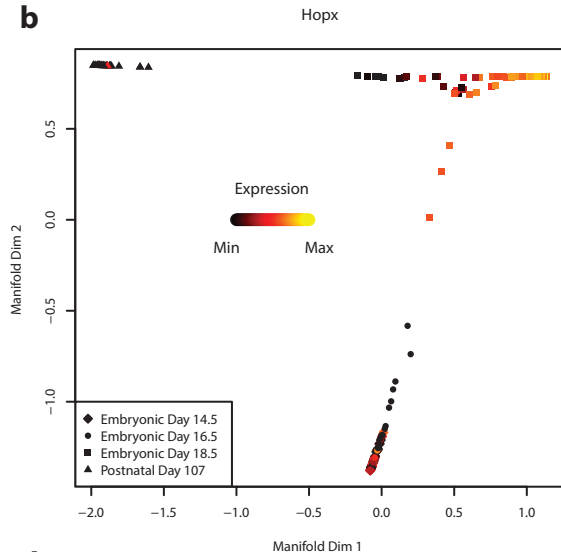 b
Hopx
0.5
0.0
−0.5
−1.0
Manifold Dim 2
Expression
Min
Max
Embryonic Day 14.5
Embryonic Day 16.5
Embryonic Day 18.5
Postnatal Day 107
−2.0 −1.5 −1.0 −0.5 0.0 0.5 1.0
Manifold Dim 1